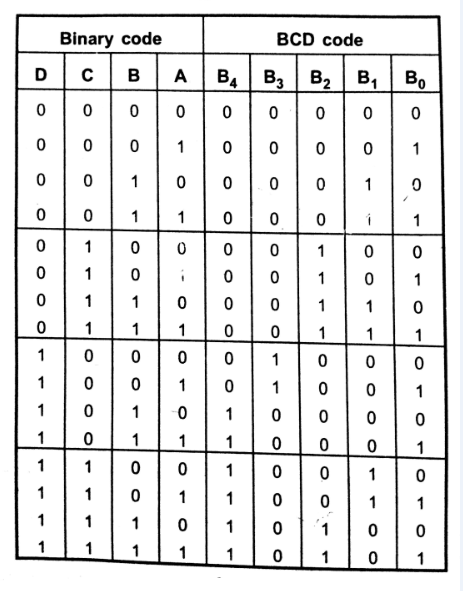 Binary code BCD code
D C B A B₄ B₃ B₂ B₁ B₀
0 0 0 0 0 0 0 0 0
0 0 0 1 0 0 0 0 1
0 0 1 0 0 0 0 1 0
0 0 1 1 0 0 0 1 1
0 1 0 0 0 0 1 0 0
0 1 0 1 0 0 1 0 1
0 1 1 0 0 0 1 1 0
0 1 1 1 0 0 1 1 1
1 0 0 0 0 1 0 0 0
1 0 0 1 0 1 0 0 1
1 0 1 0 1 0 0 0 0
1 0 1 1 1 0 0 0 1
1 1 0 0 1 0 0 1 0
1 1 0 1 1 0 0 1 1
1 1 1 0 1 0 1 0 0
1 1 1 1 1 0 1 0 1